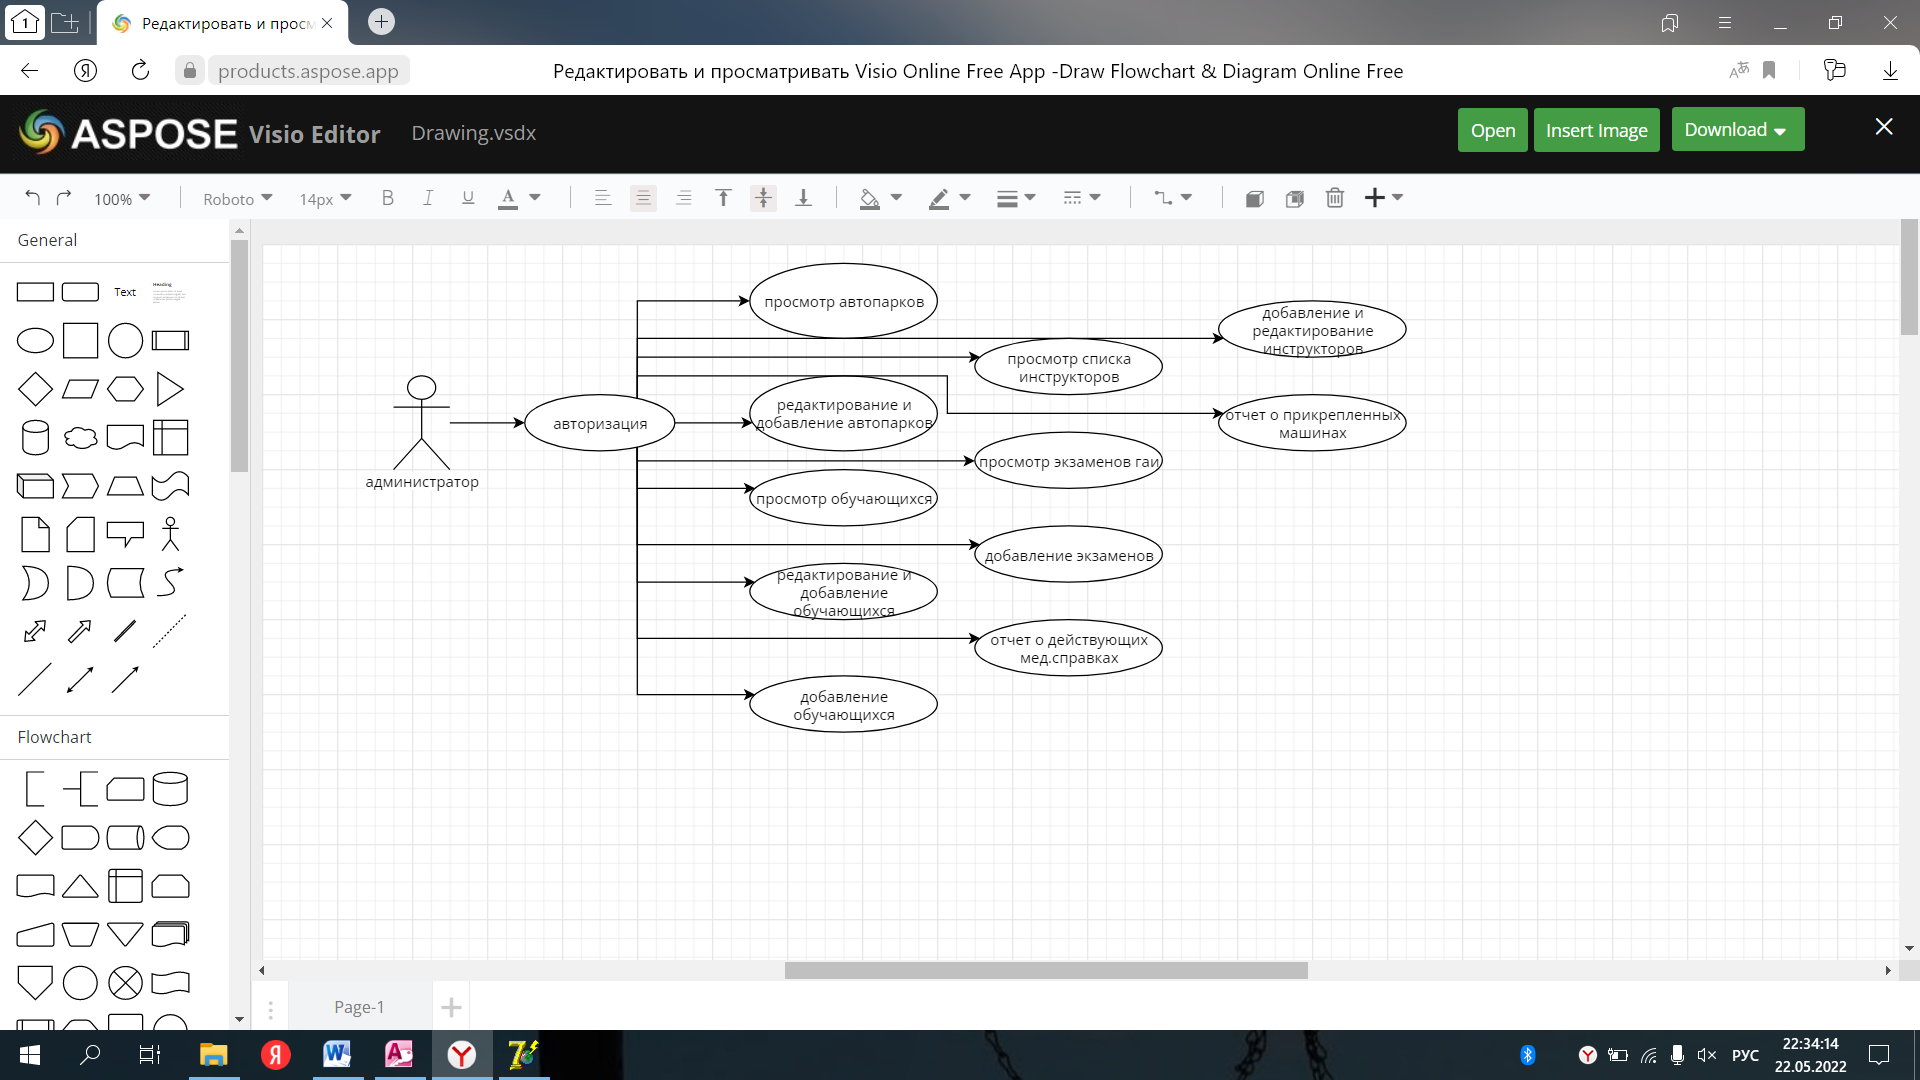 1
Редактировать и просм
products.aspose.app
Редактировать и просматривать Visio Online Free App -Draw Flowchart & Diagram Online Free
ASPOSE Visio Editor
Drawing.vsdx
Open
Insert Image
Download
100%
Roboto
14px
B
I
U
A
General
Text
Heading
Flowchart
просмотр автопарков
добавление и
редактирование
инструкторов
просмотр списка
инструкторов
авторизация
редактирование и
добавление автопарков
отчет о прикрепленных
машинах
администратор
просмотр экзаменов гаи
просмотр обучающихся
добавление экзаменов
редактирование и
добавление
обучающихся
отчет о действующих
мед.справках
добавление
обучающихся
Page-1
РУС
22:34:14
22.05.2022